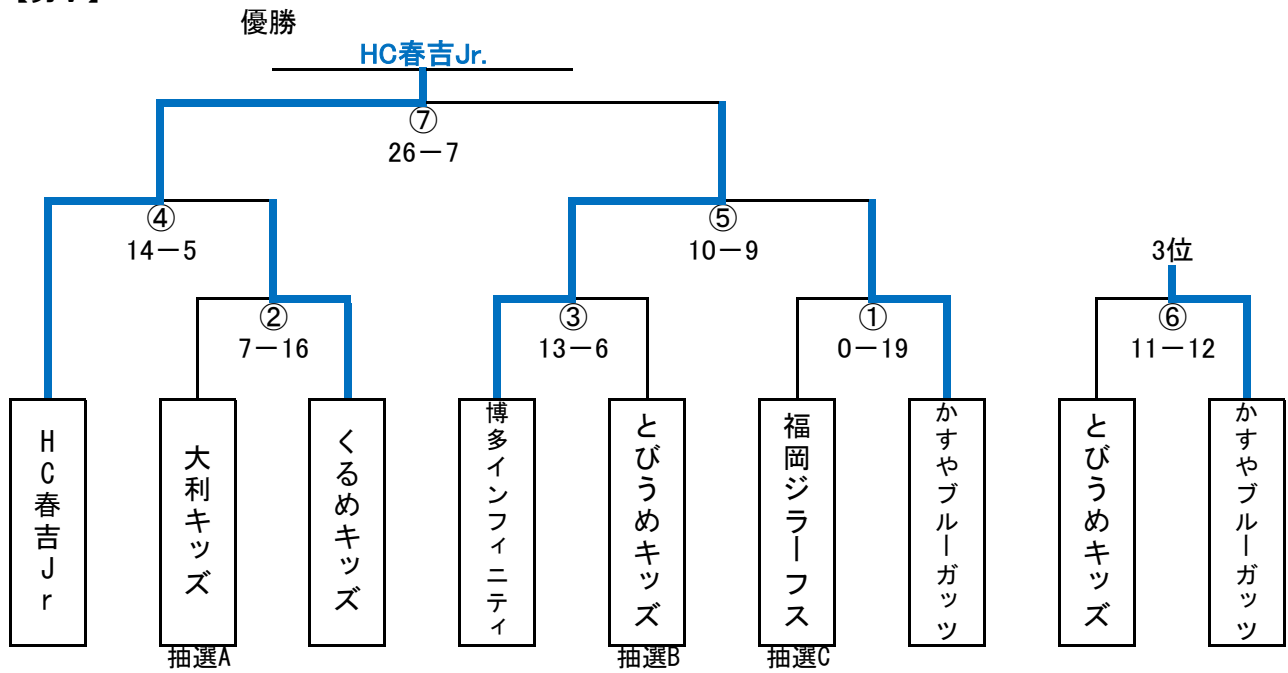 優勝
HC春吉Jr.
⑦
26－7
④
14－5
⑤
10－9
3位
②
7－16
③
13－6
①
0－19
⑥
11－12
HC春吉Jr
大利キッズ
くるめキッズ
博多インフィニティ
とびうめキッズ
福岡ジラーフス
かすやブルーガッツ
とびうめキッズ
かすやブルーガッツ
抽選A
抽選B
抽選C